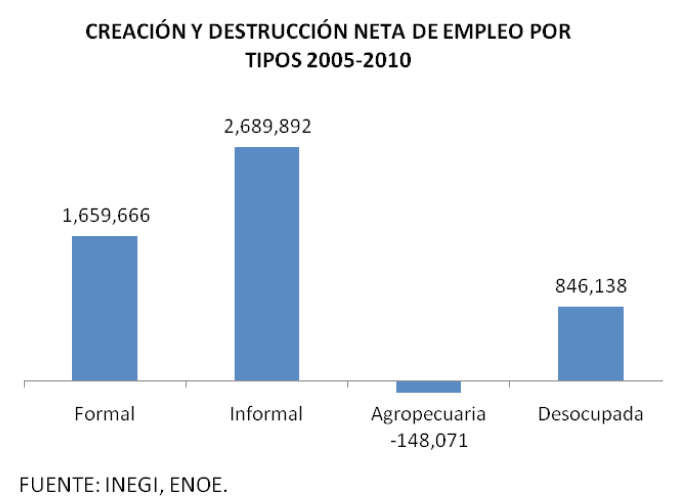 CREACIÓN Y DESTRUCCIÓN NETA DE EMPLEO POR
TIPOS 2005-2010
2,689,892
1,659,666
846,138
Formal
Informal
Agropecuaria
Desocupada
-148,071
FUENTE: INEGI, ENOE.